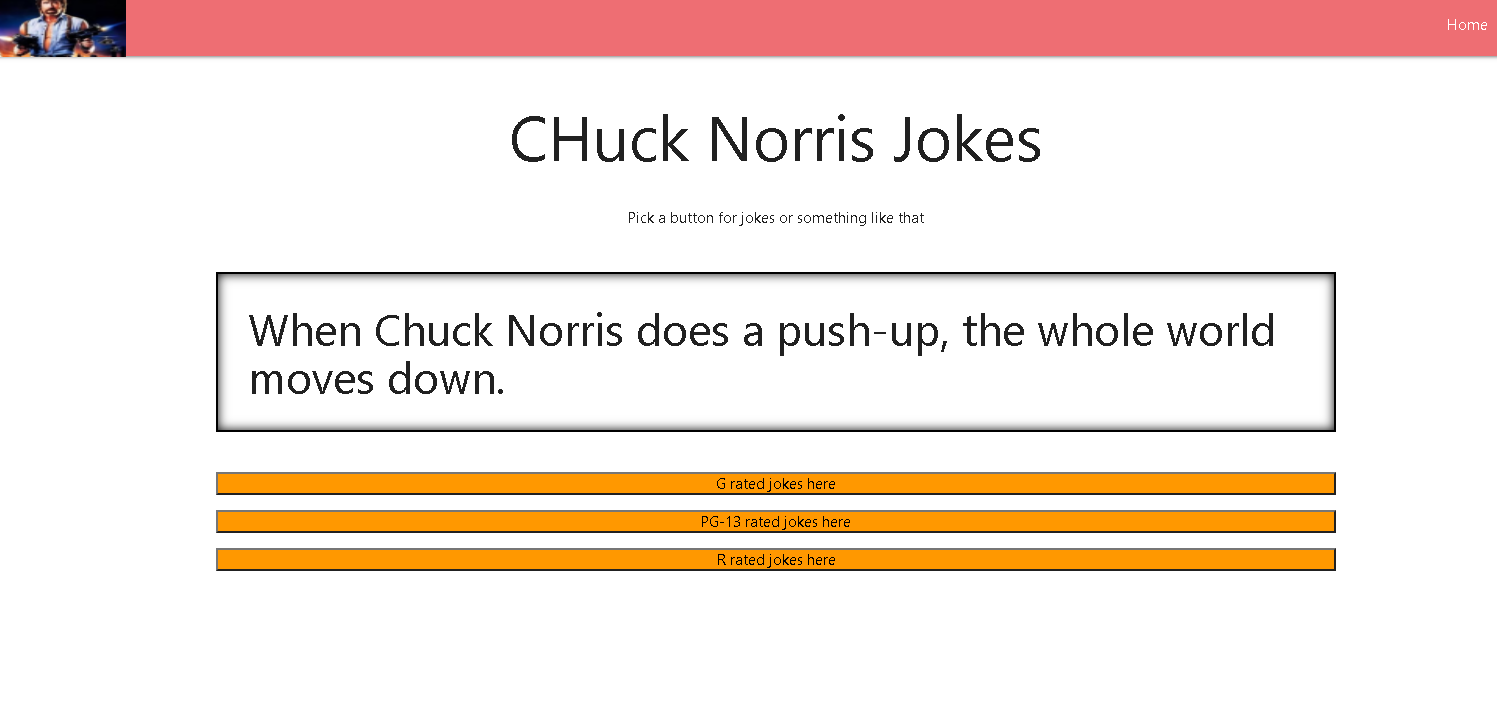 Home
CHuck Norris Jokes
Pick a button for jokes or something like that
When Chuck Norris does a push-up, the whole world
moves down.
G rated jokes here
PG-13 rated jokes here
R rated jokes here